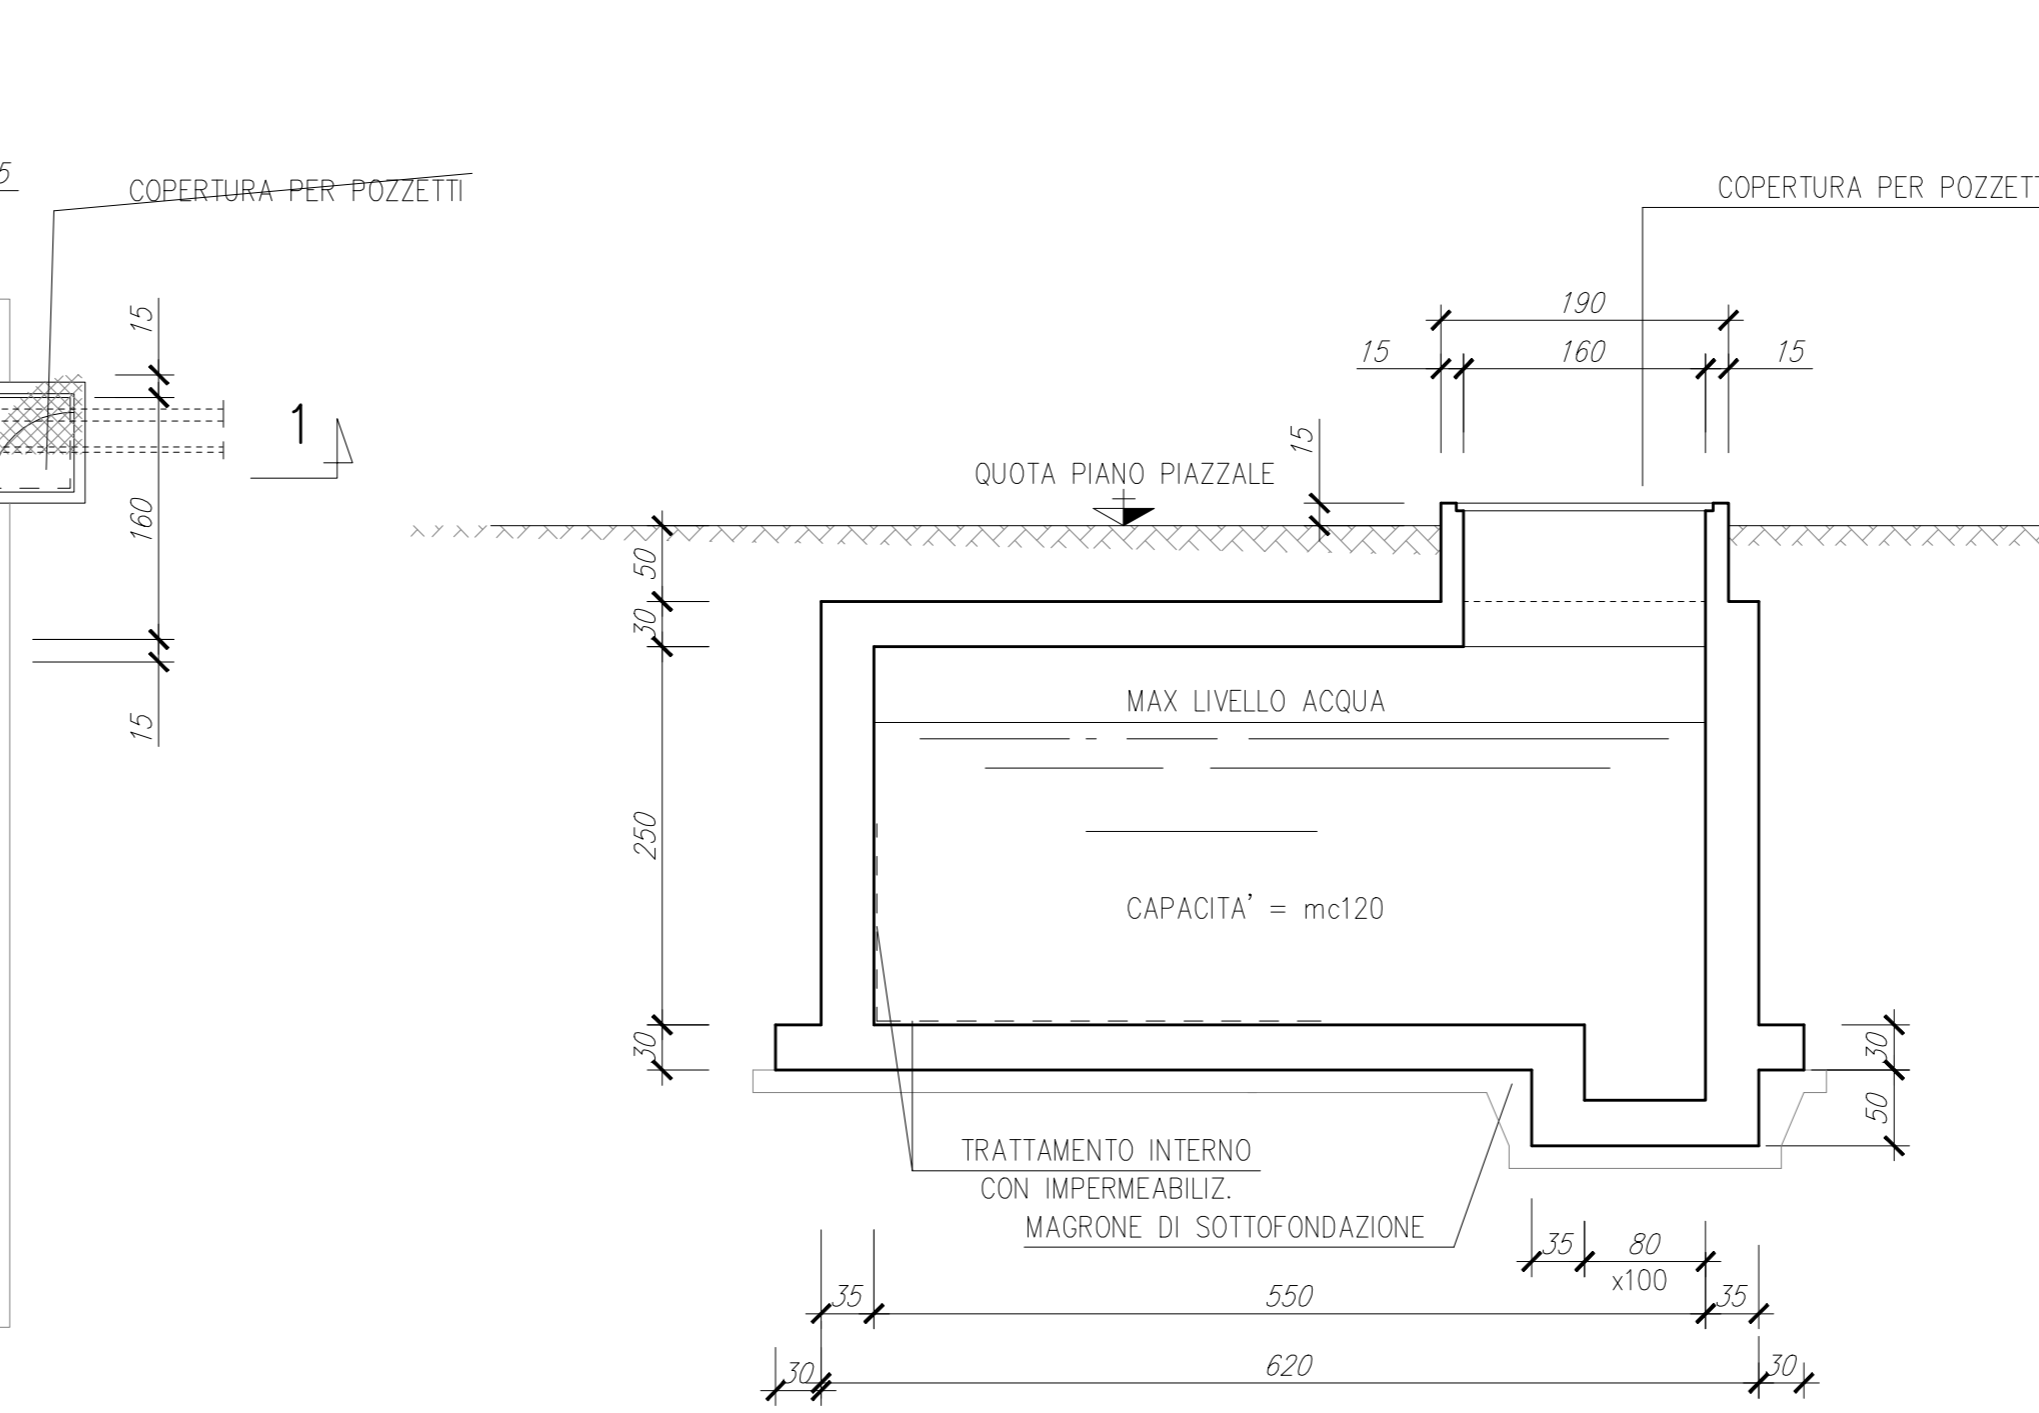 5
COPERTURA PER POZZETTI
COPERTURA PER POZZETT
15
190
15
160
15
1
15
QUOTA PIANO PIAZZALE
160
50
30
15
MAX LIVELLO ACQUA
250
CAPACITA' = mc120
30
30
50
TRATTAMENTO INTERNO
CON IMPERMEABILIZ.
MAGRONE DI SOTTOFONDAZIONE
35
80
x100
35
550
35
30
620
30